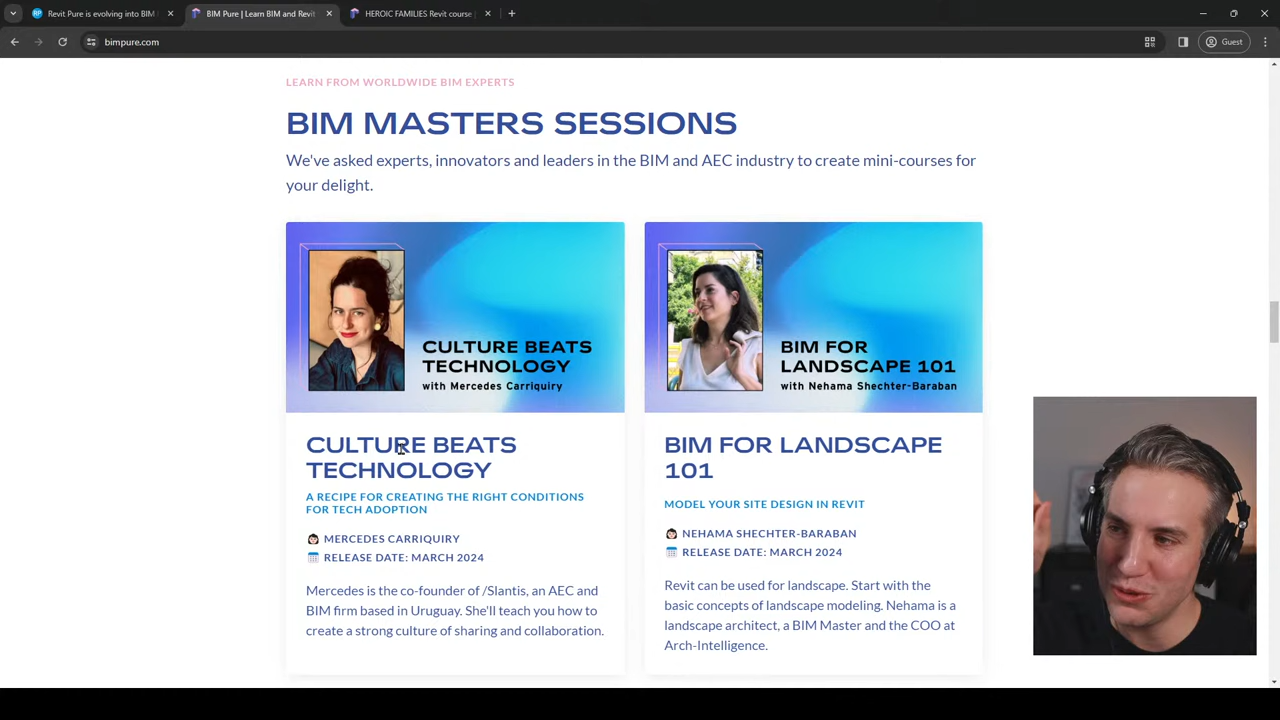 Revit Pure is evolving into BIM
BIM Pure | Learn BIM and Revit
HEROIC FAMILIES Revit course
bimpure.com
Guest
LEARN FROM WORLDWIDE BIM EXPERTS
BIM MASTERS SESSIONS
We've asked experts, innovators and leaders in the BIM and AEC industry to create mini-courses for
your delight.
CULTURE BEATS
TECHNOLOGY
with Mercedes Carriquiry
CULTURE BEATS
TECHNOLOGY
A RECIPE FOR CREATING THE RIGHT CONDITIONS
FOR TECH ADOPTION
MERCEDES CARRIQUIRY
RELEASE DATE: MARCH 2024
Mercedes is the co-founder of /Slantis, an AEC and
BIM firm based in Uruguay. She'll teach you how to
create a strong culture of sharing and collaboration.
BIM FOR
LANDSCAPE 101
with Nehama Shechter-Baraban
BIM FOR LANDSCAPE
101
MODEL YOUR SITE DESIGN IN REVIT
NEHAMA SHECHTER-BARABAN
RELEASE DATE: MARCH 2024
Revit can be used for landscape. Start with the
basic concepts of landscape modeling. Nehama is a
landscape architect, a BIM Master and the COO at
Arch-Intelligence.